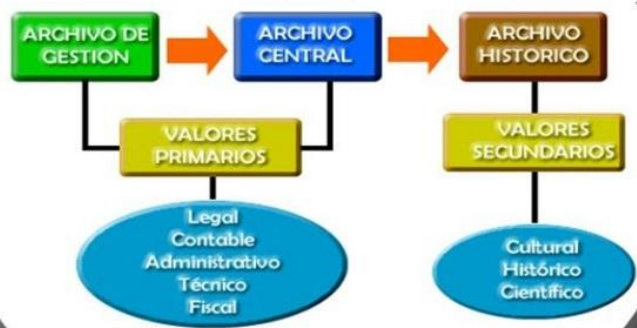 ARCHIVO DE
GESTION
ARCHIVO
CENTRAL
ARCHIVO
HISTORICO
VALORES
PRIMARIOS
VALORES
SECUNDARIOS
Legal
Contable
Administrativo
Técnico
Fiscal
Cultural
Histórico
Científico